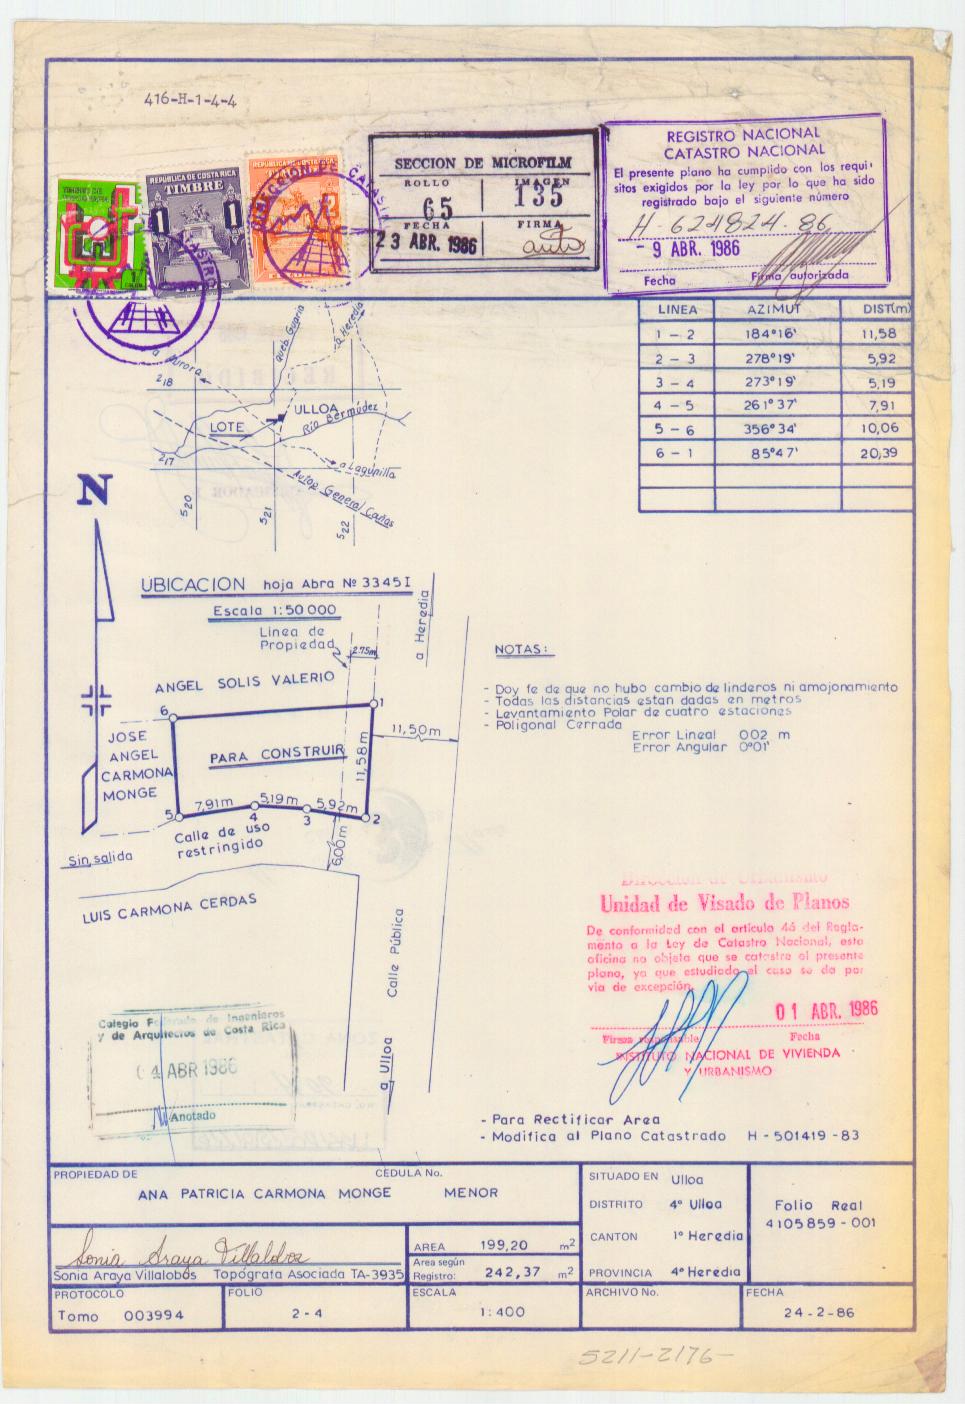 416-H-1-4-4
REPUBLICA DE COSTA RICA
TIMBRE
1 1
SECCION DE MICROFILM
ROLLO IMAGEN
65 135
FECHA FIRMA
23 ABR. 1986
REGISTRO NACIONAL
CATASTRO NACIONAL
El presente plano ha cumplido con los requi-
sitos exigidos por la ley por lo que ha sido
registrado bajo el siguiente número
H-624824-86
- 9 ABR. 1986
Fecha Firma autorizada
LINEA AZIMUT DIST(m)
1 - 2 184°16' 11,58
2 - 3 278°19' 5,92
3 - 4 273°19' 5,19
4 - 5 261°37' 7,91
5 - 6 356°34' 10,06
6 - 1 85°47' 20,39
a Aurora
Queb. Guaria
a Heredia
218
ULLOA
LOTE
Río Bermúdez
217
a Lagunilla
Autop. General Cañas
520
521
522
N
UBICACION hoja Abra Nº 3345 I
Escala 1:50 000
Linea de
Propiedad
2.75m
a Heredia
ANGEL SOLIS VALERIO
6
1
11,50m
JOSE
ANGEL
CARMONA
MONGE
PARA CONSTRUIR
11,58m
7,91m 5,19m 5,92m
5 4 3 2
Calle de uso
restringido
6,00m
Sin salida
LUIS CARMONA CERDAS
Calle Pública
a Ulloa
NOTAS:
- Doy fe de que no hubo cambio de linderos ni amojonamiento
- Todas las distancias estan dadas en metros
- Levantamiento Polar de cuatro estaciones
- Poligonal Cerrada
Error Lineal 002 m
Error Angular 0°01'
Dirección de Urbanismo
Unidad de Visado de Planos
De conformidad con el artículo 46 del Regla-
mento a la Ley de Catastro Nacional, esta
oficina no objeta que se catastre el presente
plano, ya que estudiado el caso se da por
vía de excepción.
01 ABR. 1986
Firma responsable Fecha
INSTITUTO NACIONAL DE VIVIENDA
Y URBANISMO
Colegio Federado de Ingenieros
y de Arquitectos de Costa Rica
04 ABR 1986
Anotado
- Para Rectificar Area
- Modifica al Plano Catastrado H - 501419 - 83
PROPIEDAD DE CEDULA No.
ANA PATRICIA CARMONA MONGE MENOR
Sonia Araya Villalobos
Sonia Araya Villalobos Topógrafa Asociada TA-3935
AREA 199,20 m2
Area según
Registro: 242,37 m2
SITUADO EN Ulloa
DISTRITO 4º Ulloa
CANTON 1º Heredia
PROVINCIA 4º Heredia
Folio Real
4105859-001
PROTOCOLO
Tomo 003994
FOLIO
2 - 4
ESCALA
1:400
ARCHIVO No.
FECHA
24-2-86
5211-2176-